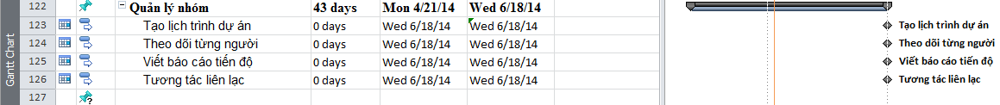 Gantt Chart
122 Quản lý nhóm 43 days Mon 4/21/14 Wed 6/18/14
123 Tạo lịch trình dự án 0 days Wed 6/18/14 Wed 6/18/14 Tạo lịch trình dự án
124 Theo dõi từng người 0 days Wed 6/18/14 Wed 6/18/14 Theo dõi từng người
125 Viết báo cáo tiến độ 0 days Wed 6/18/14 Wed 6/18/14 Viết báo cáo tiến độ
126 Tương tác liên lạc 0 days Wed 6/18/14 Wed 6/18/14 Tương tác liên lạc
127 ?